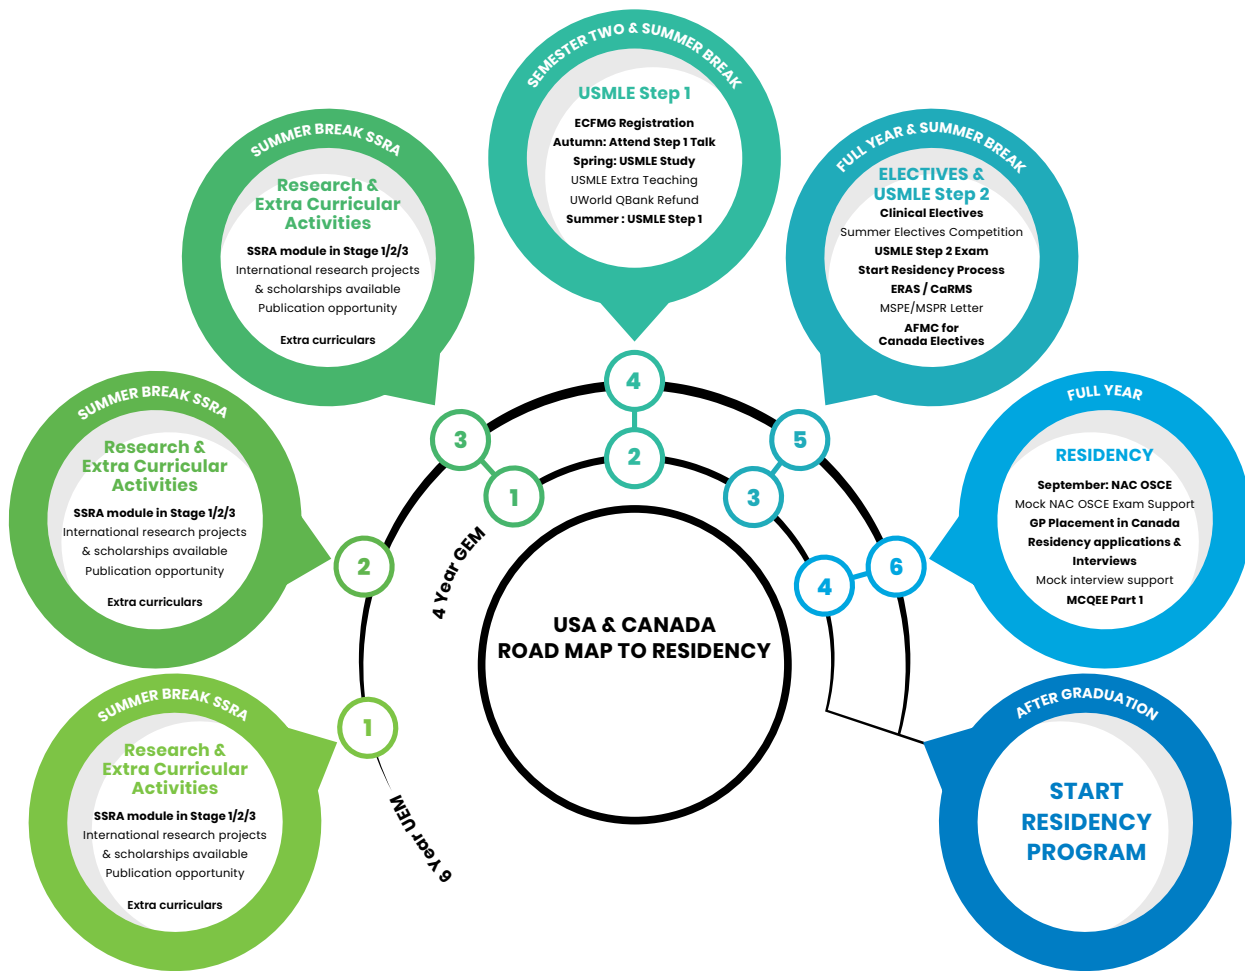 SUMMER BREAK SSRA
Research &
Extra Curricular
Activities
SSRA module in Stage 1/2/3
International research projects
& scholarships available
Publication opportunity
Extra curriculars
1
6 Year UEM
SUMMER BREAK SSRA
Research &
Extra Curricular
Activities
SSRA module in Stage 1/2/3
International research projects
& scholarships available
Publication opportunity
Extra curriculars
2
SUMMER BREAK SSRA
Research &
Extra Curricular
Activities
SSRA module in Stage 1/2/3
International research projects
& scholarships available
Publication opportunity
Extra curriculars
3
1
4 Year GEM
SEMESTER TWO & SUMMER BREAK
USMLE Step 1
ECFMG Registration
Autumn: Attend Step 1 Talk
Spring: USMLE Study
USMLE Extra Teaching
UWorld QBank Refund
Summer : USMLE Step 1
4
2
FULL YEAR & SUMMER BREAK
ELECTIVES &
USMLE Step 2
Clinical Electives
Summer Electives Competition
USMLE Step 2 Exam
Start Residency Process
ERAS / CaRMS
MSPE/MSPR Letter
AFMC for
Canada Electives
5
3
FULL YEAR
RESIDENCY
September: NAC OSCE
Mock NAC OSCE Exam Support
GP Placement in Canada
Residency applications &
Interviews
Mock interview support
MCQEE Part 1
6
4
AFTER GRADUATION
START
RESIDENCY
PROGRAM
USA & CANADA
ROAD MAP TO RESIDENCY